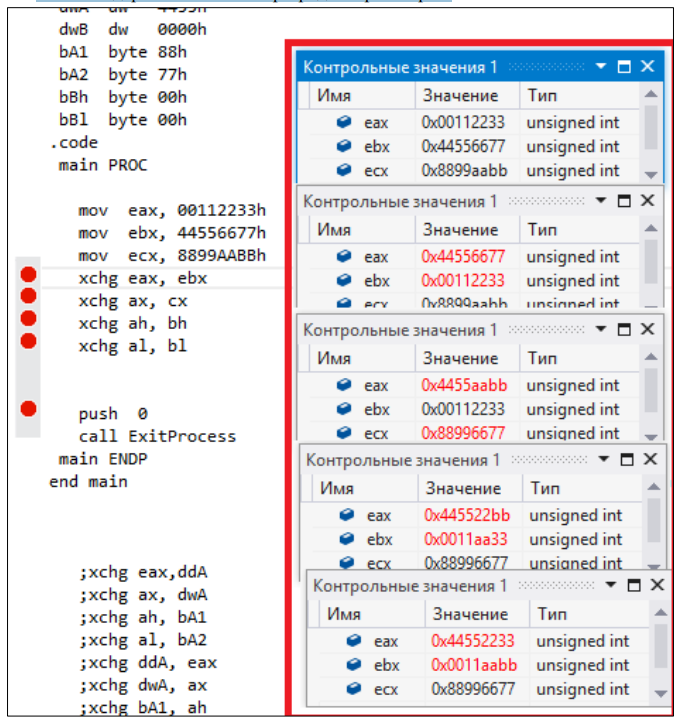 dwA dw 4455h
dwB dw 0000h
bA1 byte 88h
bA2 byte 77h
bBh byte 00h
bBl byte 00h
.code
main PROC
mov eax, 00112233h
mov ebx, 44556677h
mov ecx, 8899AABBh
xchg eax, ebx
xchg ax, cx
xchg ah, bh
xchg al, bl
push 0
call ExitProcess
main ENDP
end main
;xchg eax,ddA
;xchg ax, dwA
;xchg ah, bA1
;xchg al, bA2
;xchg ddA, eax
;xchg dwA, ax
;xchg bA1, ah
Контрольные значения 1
Имя Значение Тип
eax 0x00112233 unsigned int
ebx 0x44556677 unsigned int
ecx 0x8899aabb unsigned int
Контрольные значения 1
Имя Значение Тип
eax 0x44556677 unsigned int
ebx 0x00112233 unsigned int
ecx 0x8899aabb unsigned int
Контрольные значения 1
Имя Значение Тип
eax 0x4455aabb unsigned int
ebx 0x00112233 unsigned int
ecx 0x88996677 unsigned int
Контрольные значения 1
Имя Значение Тип
eax 0x445522bb unsigned int
ebx 0x0011aa33 unsigned int
ecx 0x88996677 unsigned int
Контрольные значения 1
Имя Значение Тип
eax 0x44552233 unsigned int
ebx 0x0011aabb unsigned int
ecx 0x88996677 unsigned int